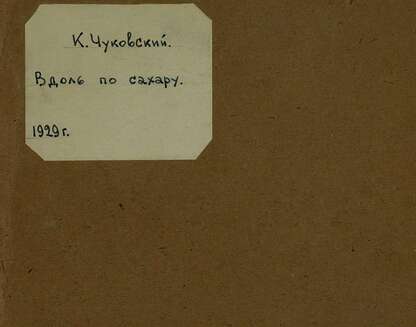 К. Чуковский.
Вдоль по сахару.
1929 г.